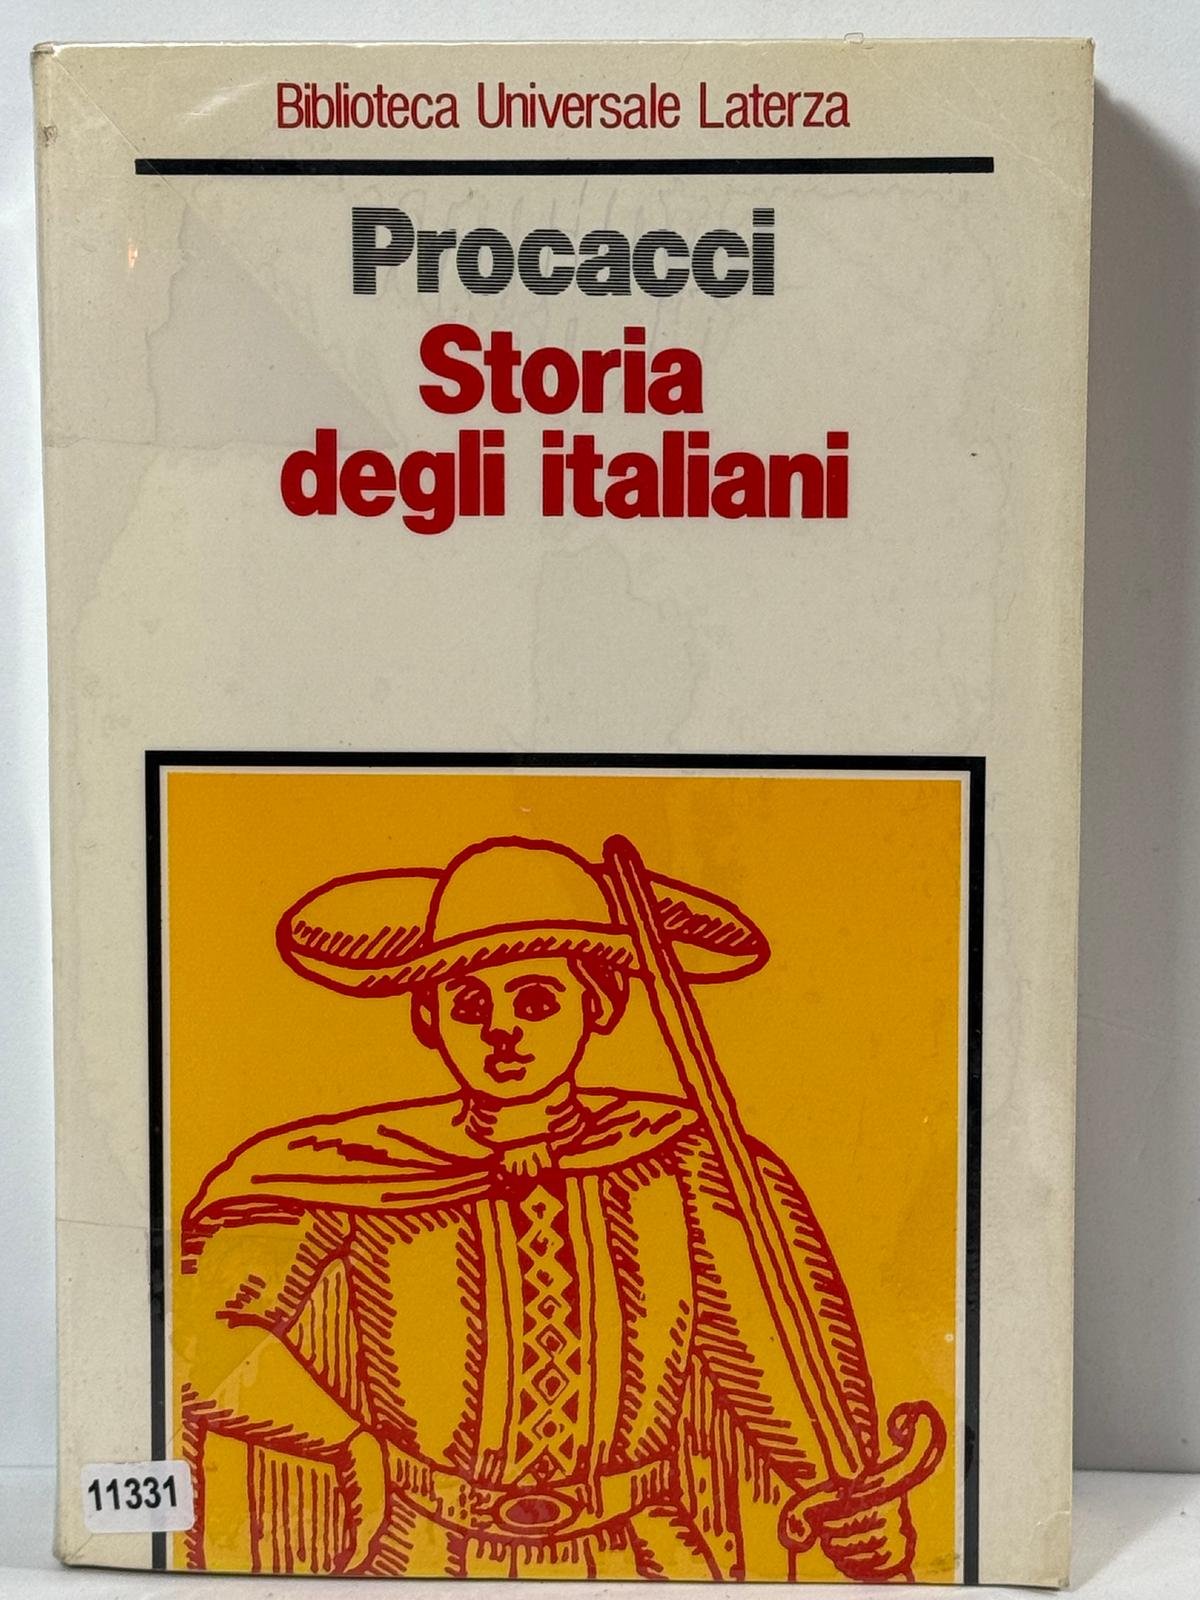 Biblioteca Universale Laterza
Procacci
Storia
degli italiani
11331